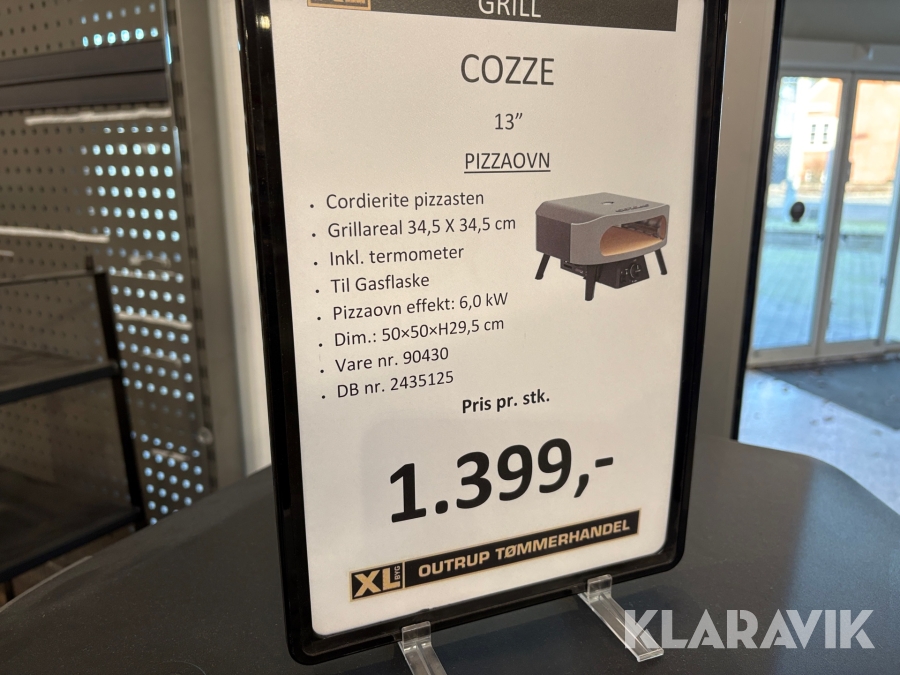 GRILL
COZZE
13”
PIZZAOVN
• Cordierite pizzasten
• Grillareal 34,5 X 34,5 cm
• Inkl. termometer
• Til Gasflaske
• Pizzaovn effekt: 6,0 kW
• Dim.: 50×50×H29,5 cm
• Vare nr. 90430
• DB nr. 2435125
Pris pr. stk.
1.399,-
XL BYG OUTRUP TØMMERHANDEL
KLARAVIK